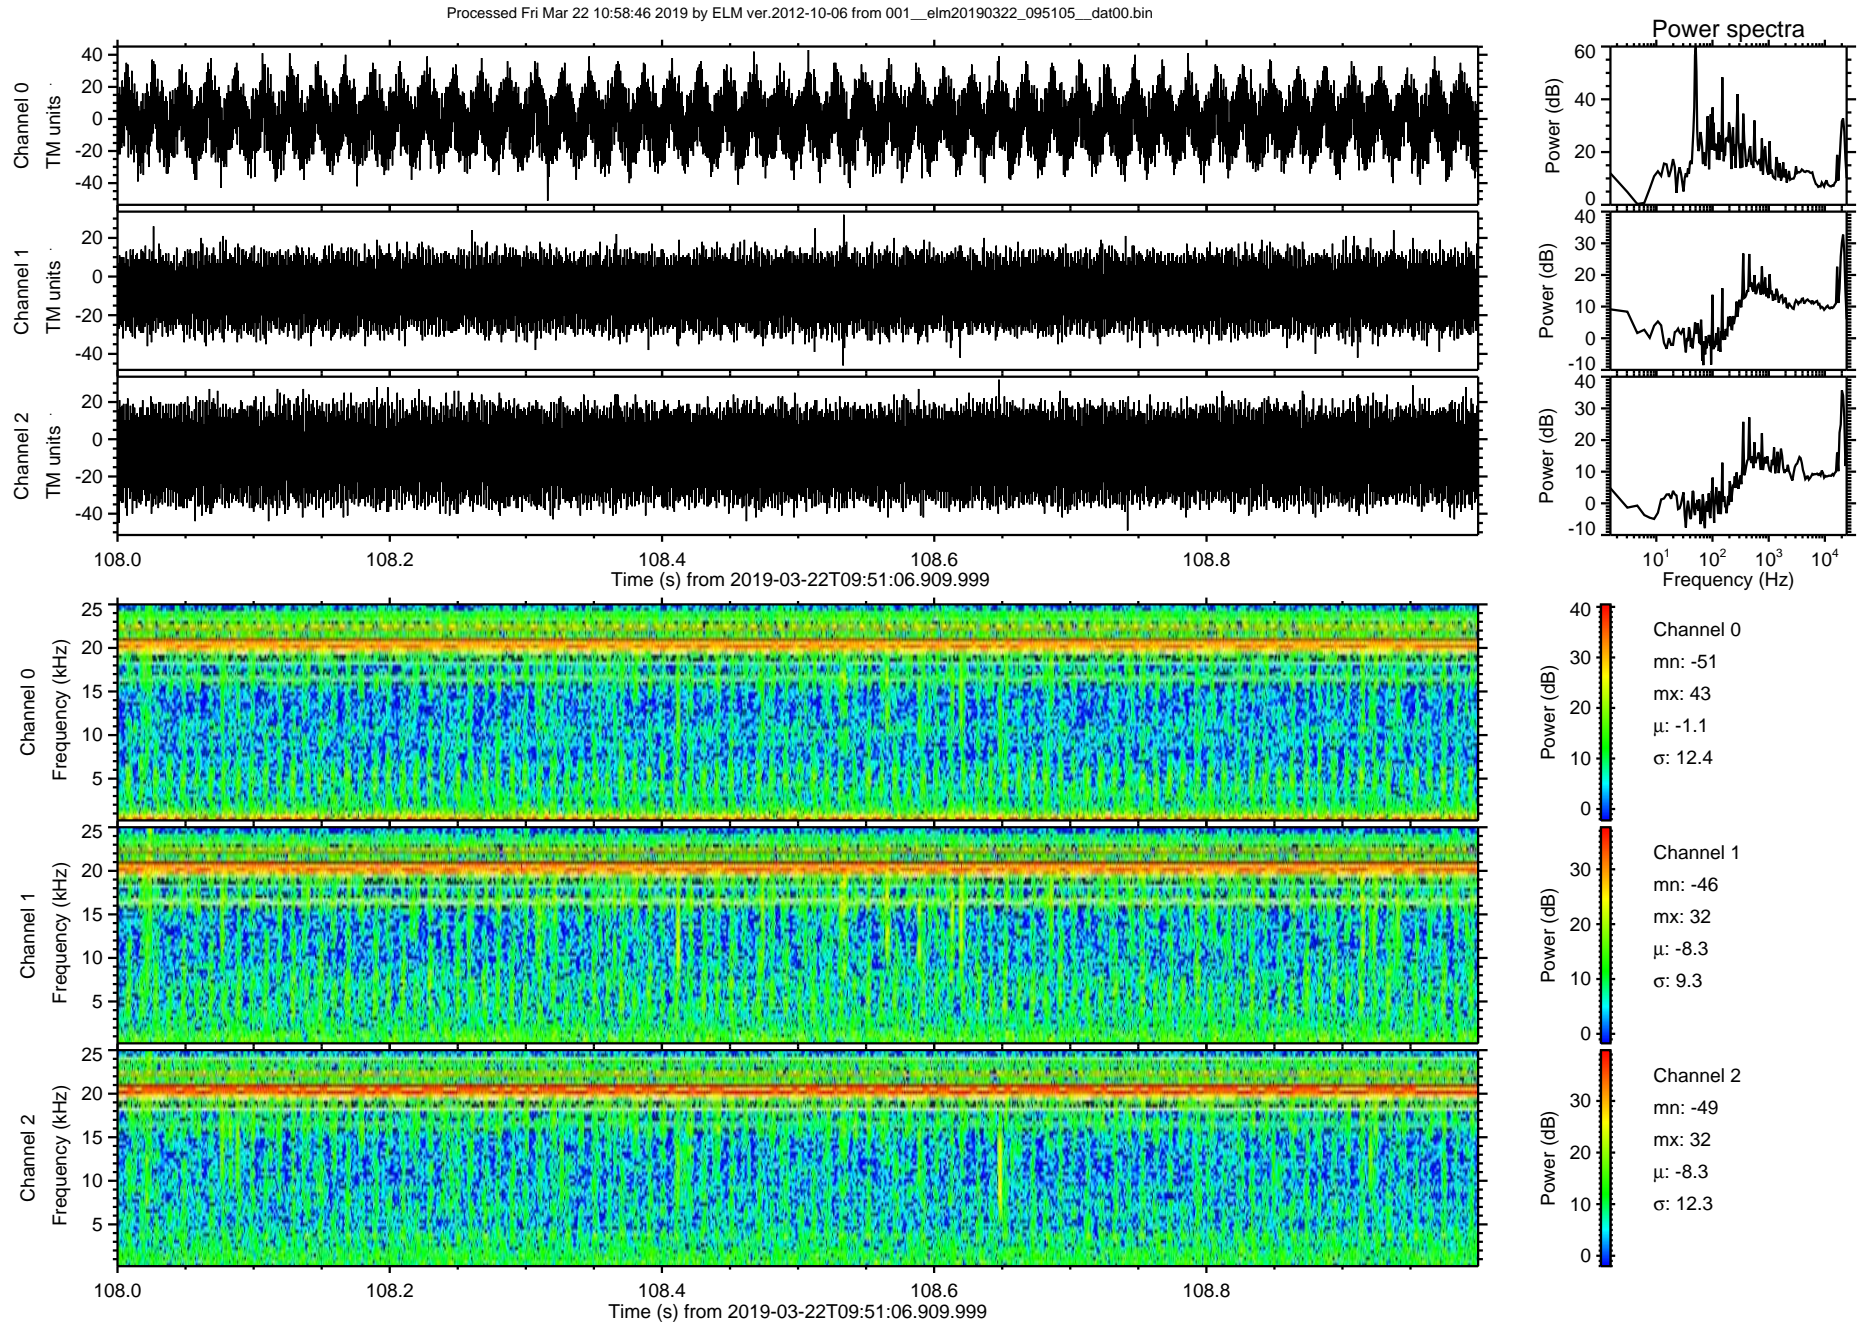 Processed Fri Mar 22 10:58:46 2019 by ELM ver.2012-10-06 from 001__elm20190322_095105__dat00.bin
Power spectra
Channel 0
TM units
40
20
0
-20
-40
Power (dB)
60
40
20
0
Channel 1
TM units
20
0
-20
-40
Power (dB)
40
30
20
10
0
-10
Channel 2
TM units
20
0
-20
-40
Power (dB)
40
30
20
10
0
-10
108.0 108.2 108.4 108.6 108.8
Time (s) from 2019-03-22T09:51:06.909.999
10¹ 10² 10³ 10⁴
Frequency (Hz)
Channel 0
Frequency (kHz)
25
20
15
10
5
Power (dB)
40
30
20
10
0
Channel 0
mn: -51
mx: 43
μ: -1.1
σ: 12.4
Channel 1
Frequency (kHz)
25
20
15
10
5
Power (dB)
30
20
10
0
Channel 1
mn: -46
mx: 32
μ: -8.3
σ: 9.3
Channel 2
Frequency (kHz)
25
20
15
10
5
Power (dB)
30
20
10
0
Channel 2
mn: -49
mx: 32
μ: -8.3
σ: 12.3
108.0 108.2 108.4 108.6 108.8
Time (s) from 2019-03-22T09:51:06.909.999